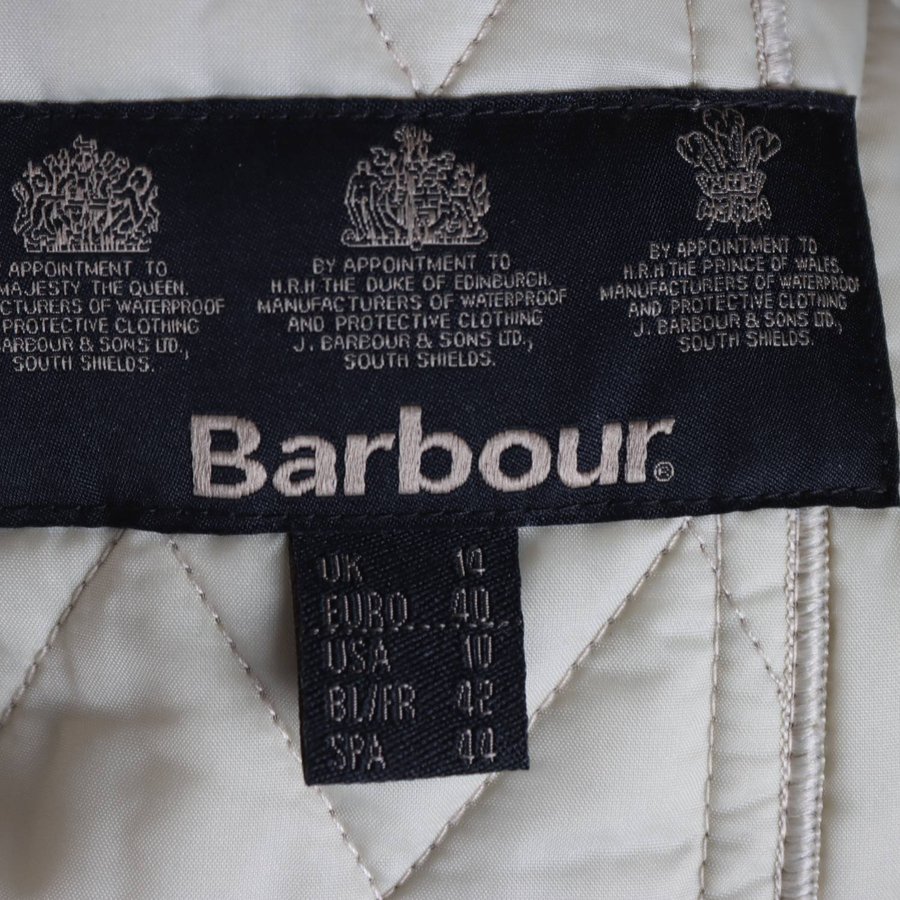 APPOINTMENT TO
MAJESTY THE QUEEN
MANUFACTURERS OF WATERPROOF
PROTECTIVE CLOTHING
BARBOUR & SONS LTD.,
SOUTH SHIELDS.
BY APPOINTMENT TO
H.R.H THE DUKE OF EDINBURGH.
MANUFACTURERS OF WATERPROOF
AND PROTECTIVE CLOTHING
J. BARBOUR & SONS LTD.,
SOUTH SHIELDS.
BY APPOINTMENT TO
H.R.H THE PRINCE OF WALES.
MANUFACTURERS OF WATERPROOF
AND PROTECTIVE CLOTHING
J. BARBOUR & SONS LTD.,
SOUTH SHIELDS.
Barbour®
UK 14
EURO 40
USA 10
BL/FR 42
SPA 44